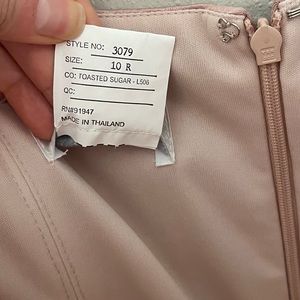 STYLE NO: 3079
SIZE: 10 R
CO: TOASTED SUGAR - L506
QC:
RN#91947
MADE IN THAILAND